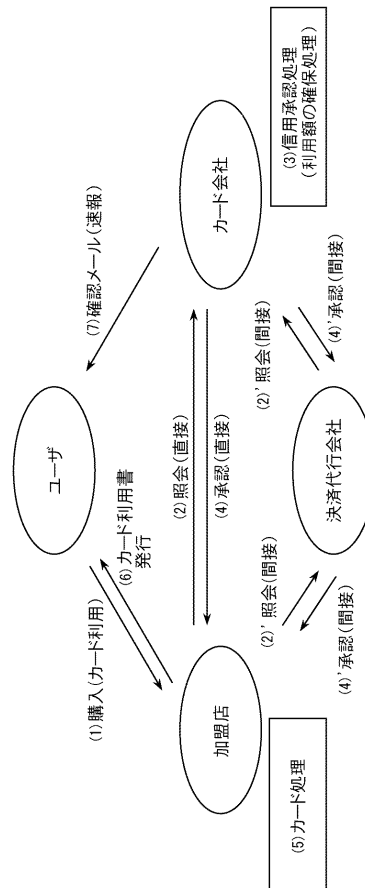 ユーザ
(1)購入(カード利用)
(6)カード利用書
発行
(7)確認メール(速報)
加盟店
(2)照会(直接)
(4)承認(直接)
カード会社
(5)カード処理
(2)'照会(間接)
(4)'承認(間接)
決済代行会社
(2)'照会(間接)
(4)'承認(間接)
(3)信用承認処理
(利用額の確保処理)